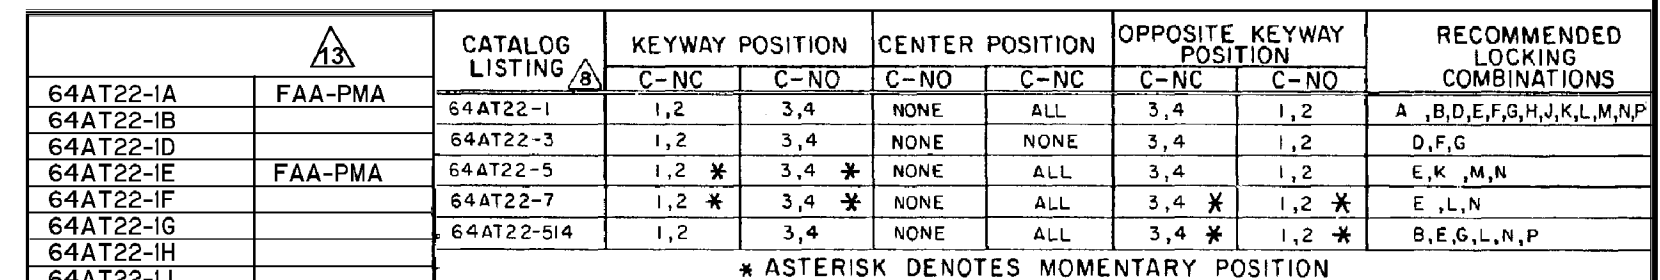 13
64AT22-1A FAA-PMA
64AT22-1B
64AT22-1D
64AT22-1E FAA-PMA
64AT22-1F
64AT22-1G
64AT22-1H
64AT22-1J
CATALOG LISTING 8 KEYWAY POSITION CENTER POSITION OPPOSITE KEYWAY POSITION RECOMMENDED LOCKING COMBINATIONS
C-NC C-NO C-NO C-NC C-NC C-NO
64AT22-1 1,2 3,4 NONE ALL 3,4 1,2 A ,B,D,E,F,G,H,J,K,L,M,N,P
64AT22-3 1,2 3,4 NONE NONE 3,4 1,2 D,F,G
64AT22-5 1,2 * 3,4 * NONE ALL 3,4 1,2 E,K ,M,N
64AT22-7 1,2 * 3,4 * NONE ALL 3,4 * 1,2 * E ,L,N
64AT22-514 1,2 3,4 NONE ALL 3,4 * 1,2 * B,E,G,L,N,P
* ASTERISK DENOTES MOMENTARY POSITION